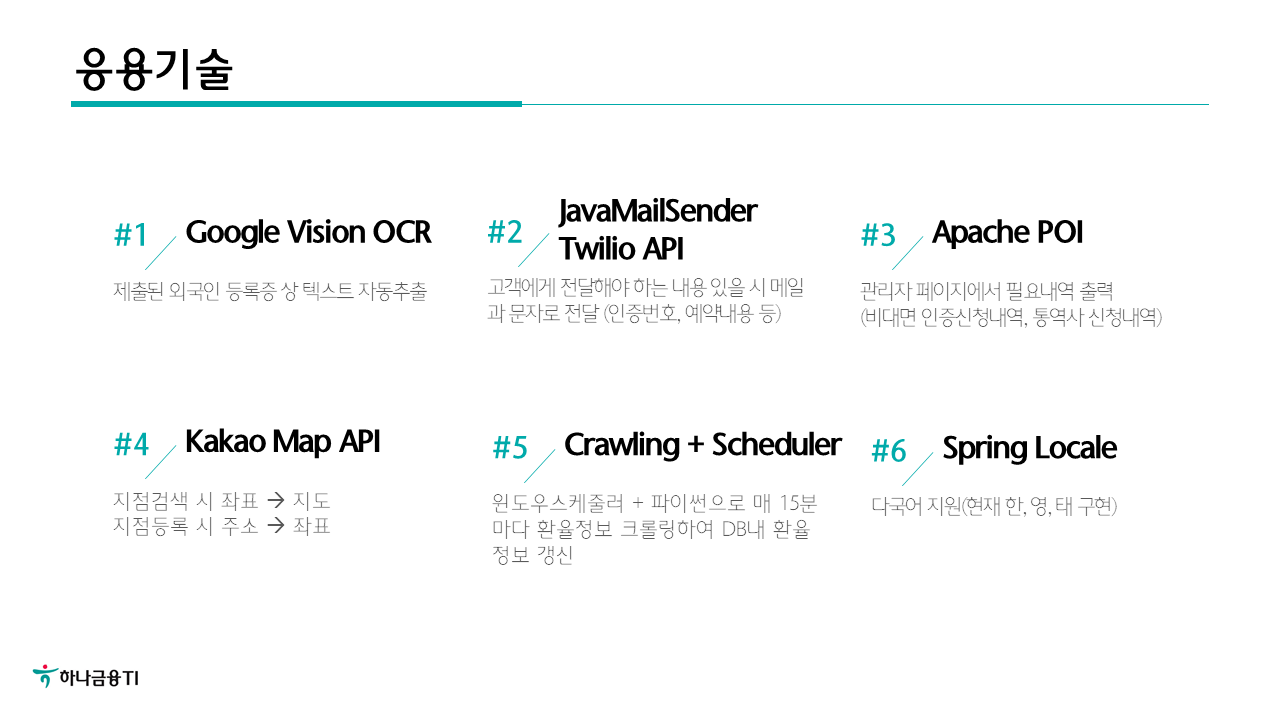 응용기술
#1
Google Vision OCR
제출된 외국인 등록증 상 텍스트 자동추출
#2
JavaMailSender
Twilio API
고객에게 전달해야 하는 내용 있을 시 메일
과 문자로 전달 (인증번호, 예약내용 등)
#3
Apache POI
관리자 페이지에서 필요내역 출력
(비대면 인증신청내역, 통역사 신청내역)
#4
Kakao Map API
지점검색 시 좌표 → 지도
지점등록 시 주소 → 좌표
#5
Crawling + Scheduler
윈도우스케줄러 + 파이썬으로 매 15분
마다 환율정보 크롤링하여 DB내 환율
정보 갱신
#6
Spring Locale
다국어 지원(현재 한, 영, 태 구현)
하나금융TI